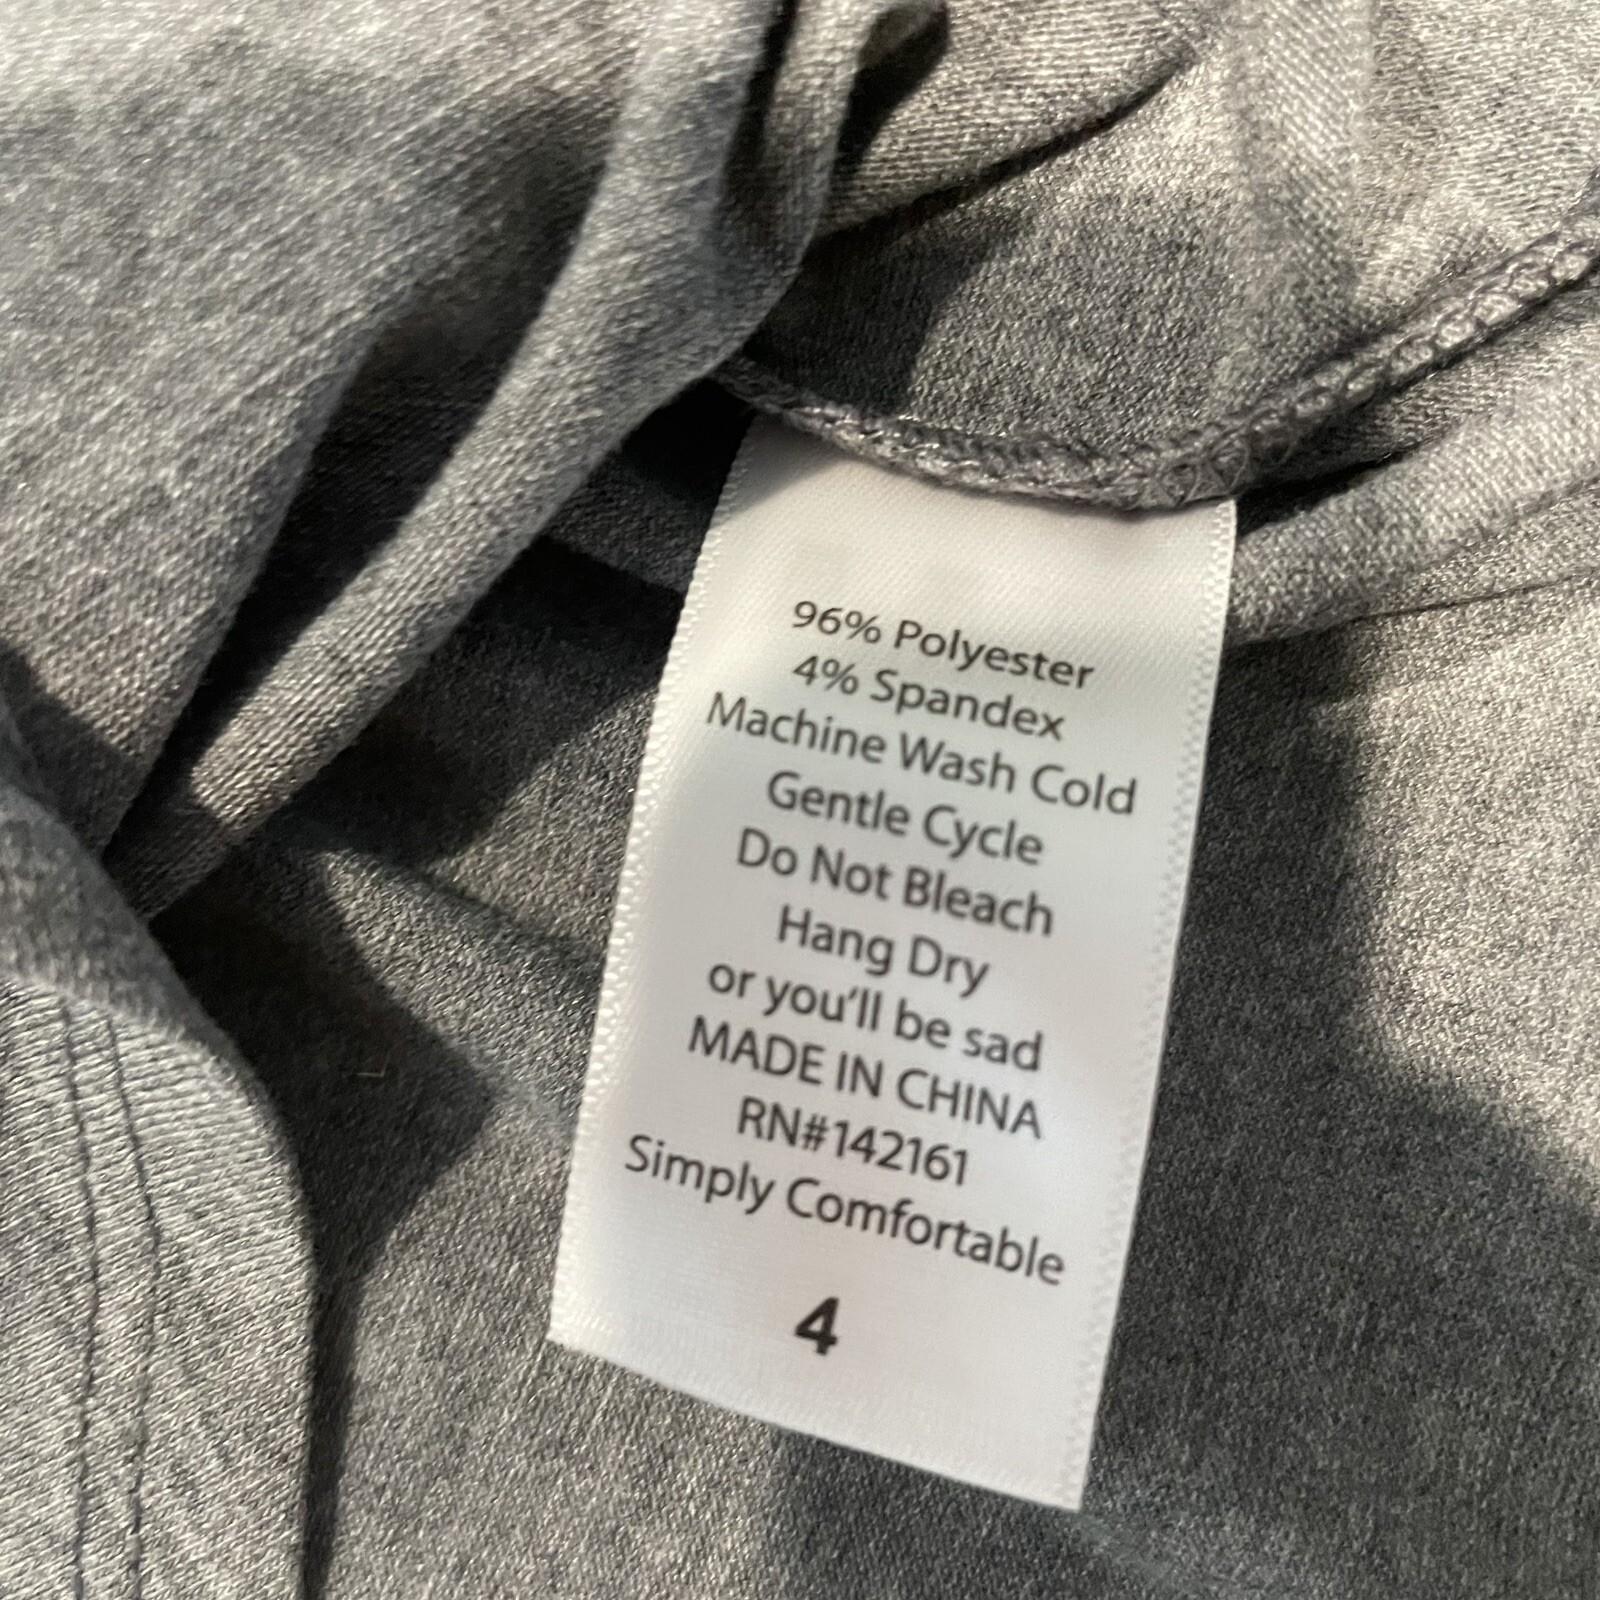 96% Polyester
4% Spandex
Machine Wash Cold
Gentle Cycle
Do Not Bleach
Hang Dry
or you'll be sad
MADE IN CHINA
RN#142161
Simply Comfortable
4